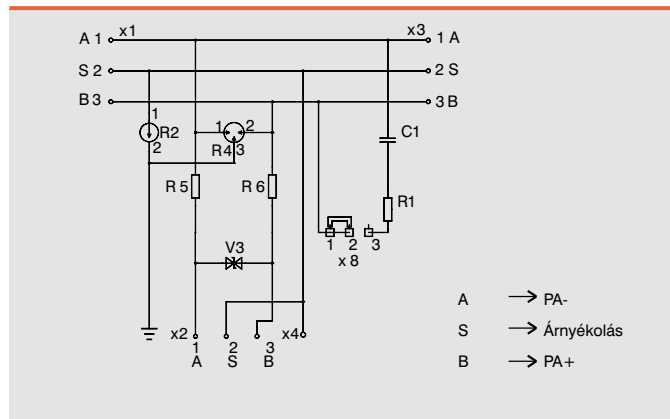 A 1 x1 x3 1 A
S 2 2 S
B 3 3 B
1 R2 2
1 2 R 4 3
C1
R 5 R 6 R1
1 2 3
x 8
V3
x2 1 2 3 x4
A S B
A → PA-
S → Árnyékolás
B → PA+